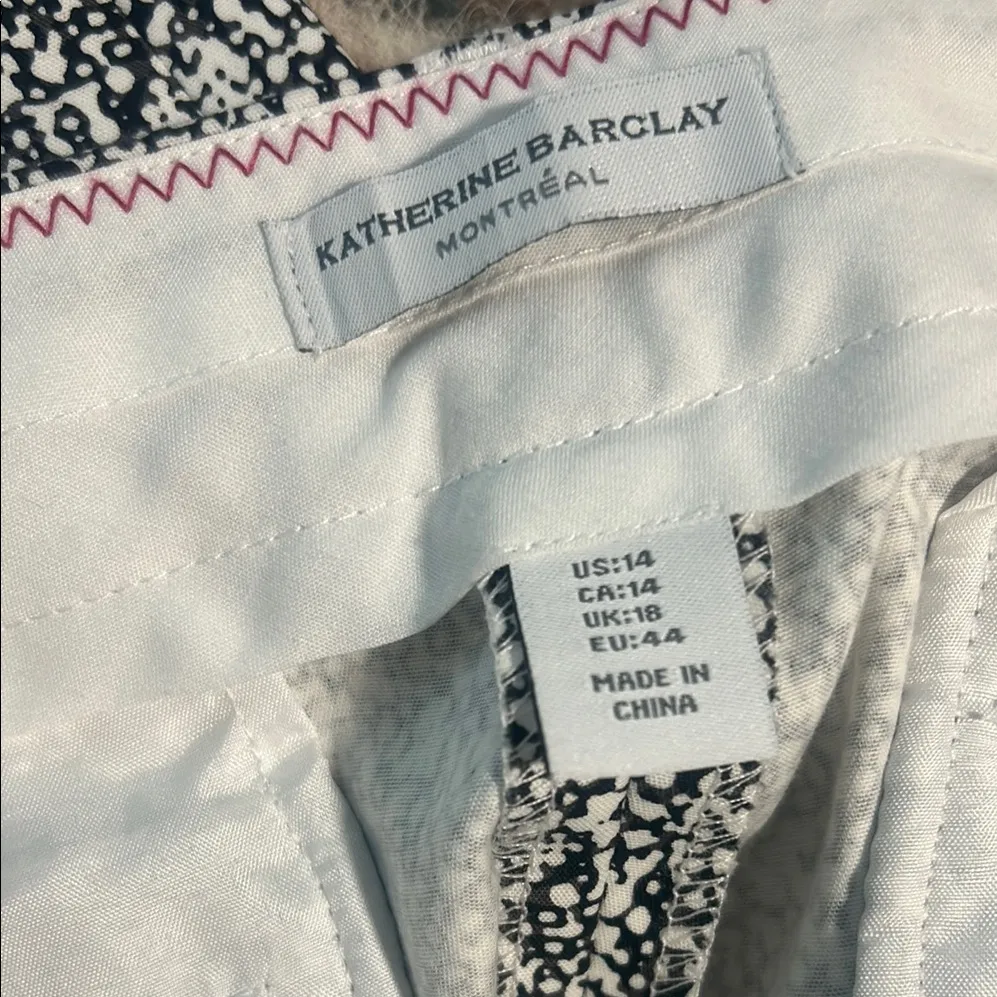 KATHERINE BARCLAY
MONTRÉAL
US:14
CA:14
UK:18
EU:44
MADE IN
CHINA